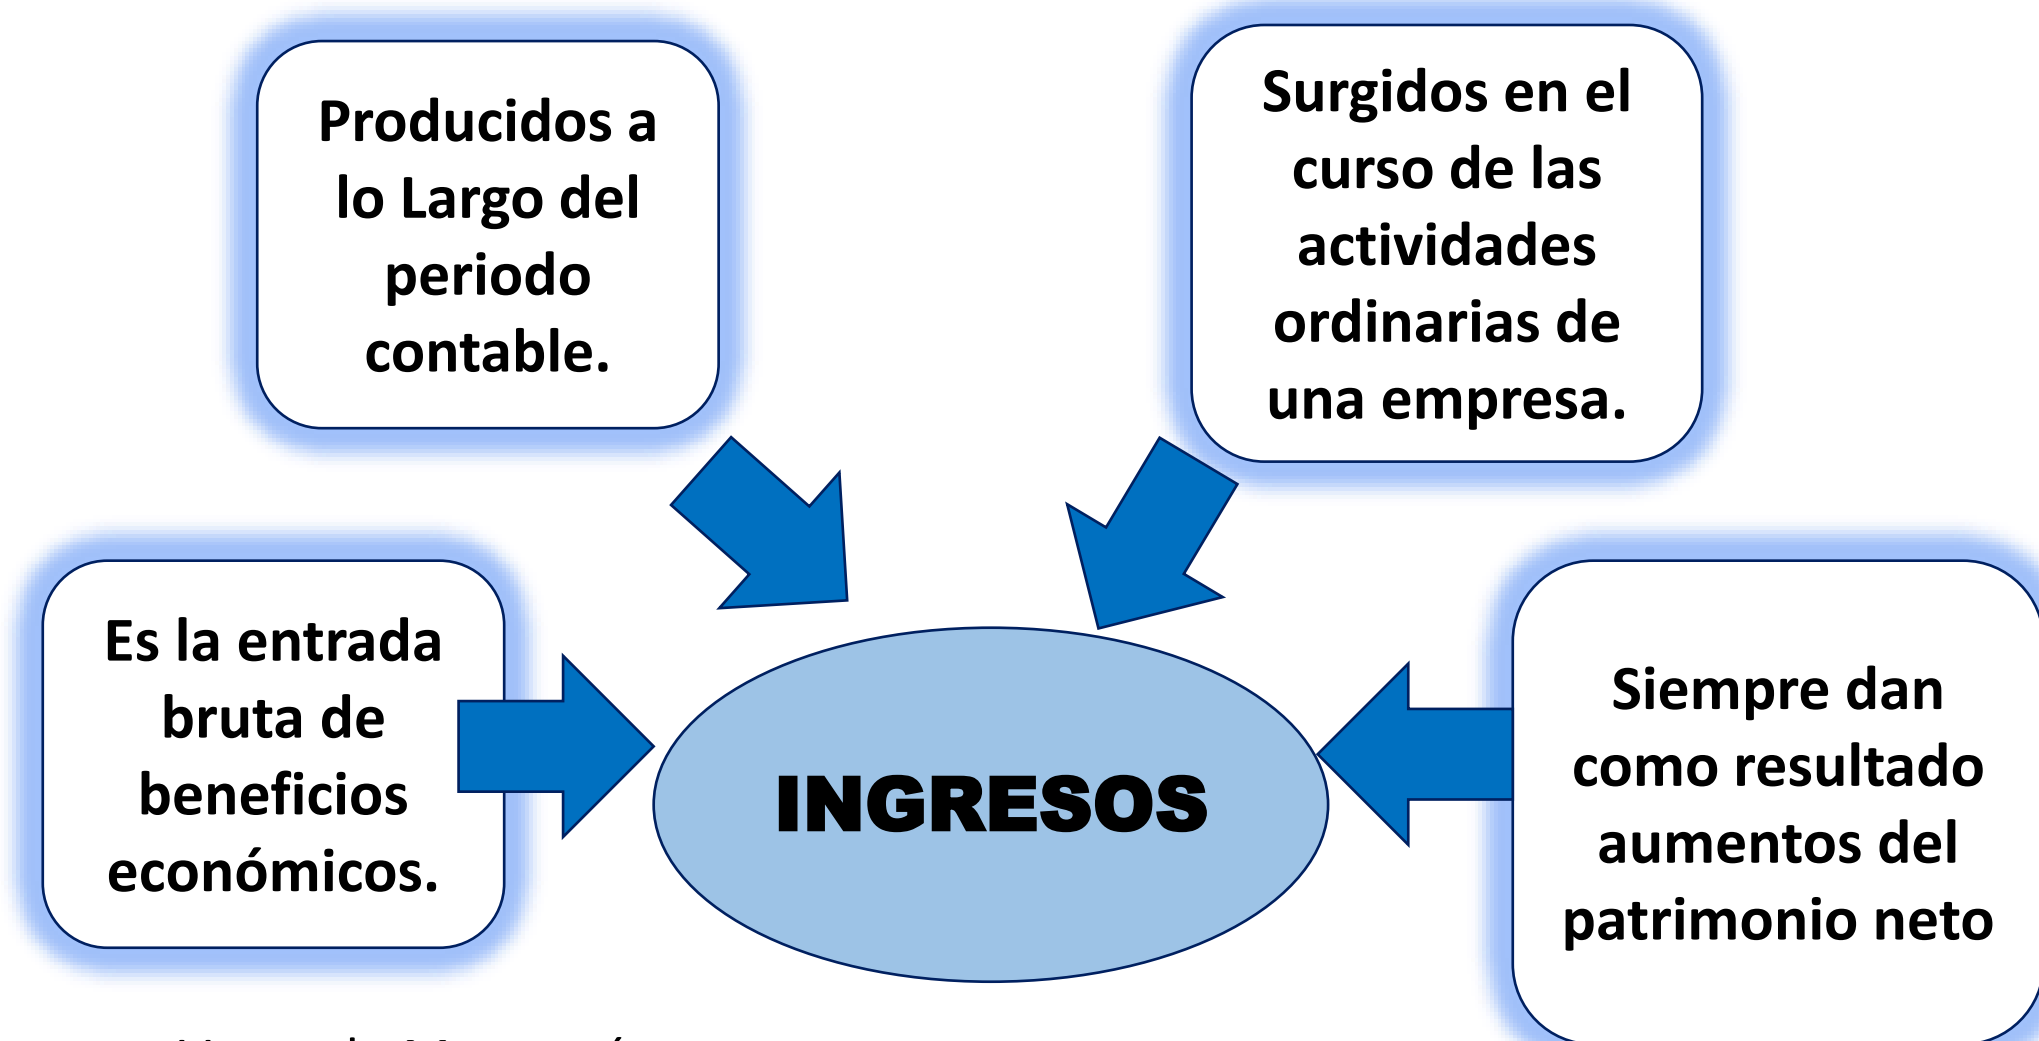 Producidos a
lo Largo del
periodo
contable.
Surgidos en el
curso de las
actividades
ordinarias de
una empresa.
Es la entrada
bruta de
beneficios
económicos.
INGRESOS
Siempre dan
como resultado
aumentos del
patrimonio neto